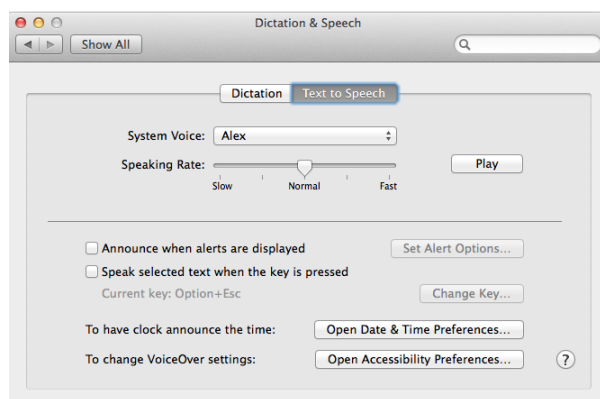 Dictation & Speech
Show All
Dictation Text to Speech
System Voice: Alex
Speaking Rate: Play
Slow Normal Fast
Announce when alerts are displayed Set Alert Options...
Speak selected text when the key is pressed
Current key: Option+Esc Change Key...
To have clock announce the time: Open Date & Time Preferences...
To change VoiceOver settings: Open Accessibility Preferences... ?